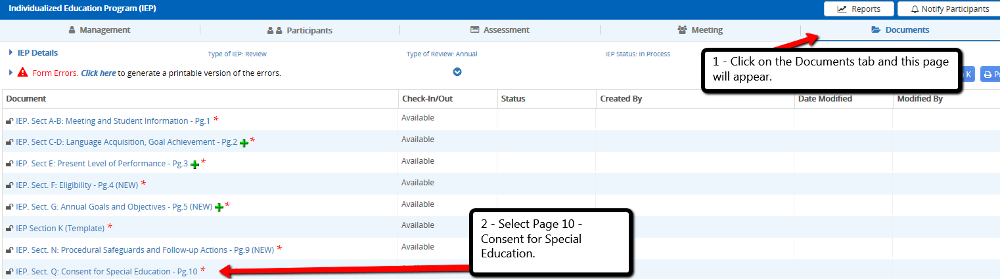 Individualized Education Program (IEP)
Reports
Notify Participants
Management
Participants
Assessment
Meeting
Documents
IEP Details
Type of IEP: Review
Type of Review: Annual
IEP Status: In Process
1 - Click on the Documents tab and this page
will appear.
Form Errors. Click here to generate a printable version of the errors.
K
Document
Check-In/Out
Status
Created By
Date Modified
Modified By
IEP. Sect A-B: Meeting and Student Information - Pg.1 *
Available
IEP. Sect C-D: Language Acquisition, Goal Achievement - Pg.2 *
Available
IEP. Sect E: Present Level of Performance - Pg.3 *
Available
IEP. Sect. F: Eligibility - Pg.4 (NEW) *
Available
IEP. Sect. G: Annual Goals and Objectives - Pg.5 (NEW) *
Available
IEP Section K (Template) *
Available
IEP. Sect. N: Procedural Safeguards and Follow-up Actions - Pg.9 (NEW) *
Available
IEP. Sect. Q: Consent for Special Education - Pg.10 *
2 - Select Page 10 -
Consent for Special
Education.